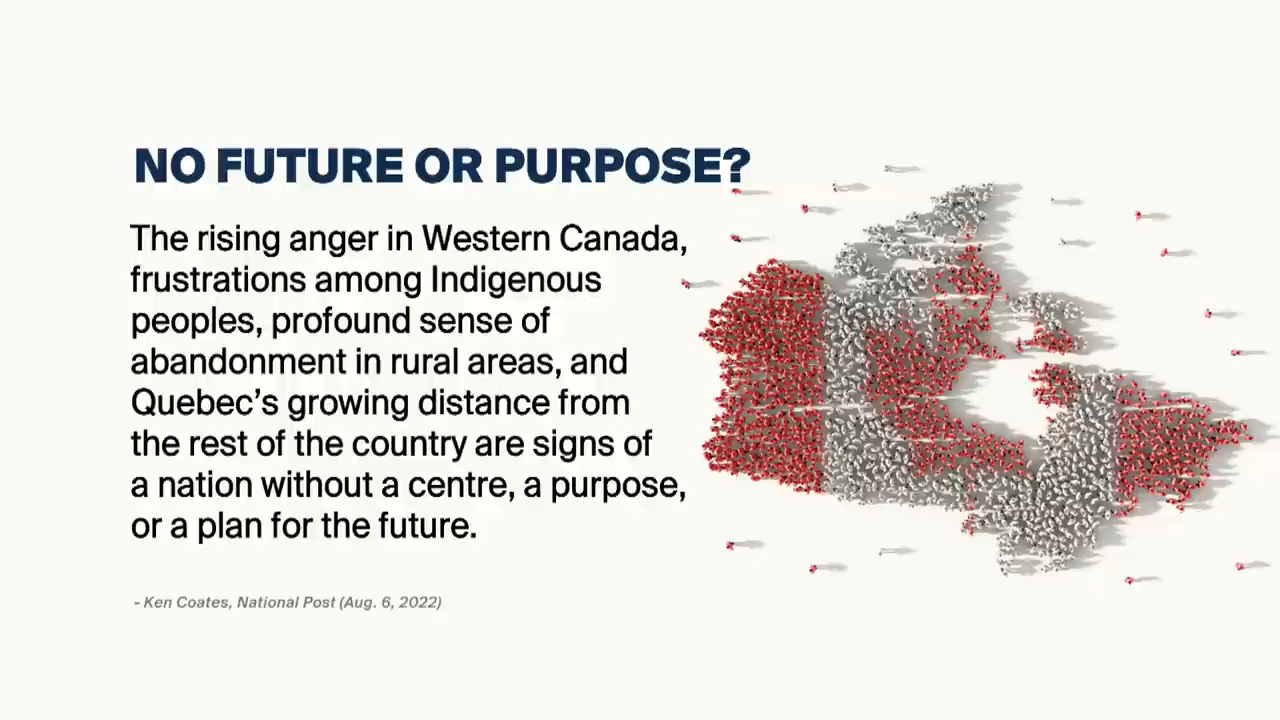 NO FUTURE OR PURPOSE?
The rising anger in Western Canada,
frustrations among Indigenous
peoples, profound sense of
abandonment in rural areas, and
Quebec’s growing distance from
the rest of the country are signs of
a nation without a centre, a purpose,
or a plan for the future.
- Ken Coates, National Post (Aug. 6, 2022)